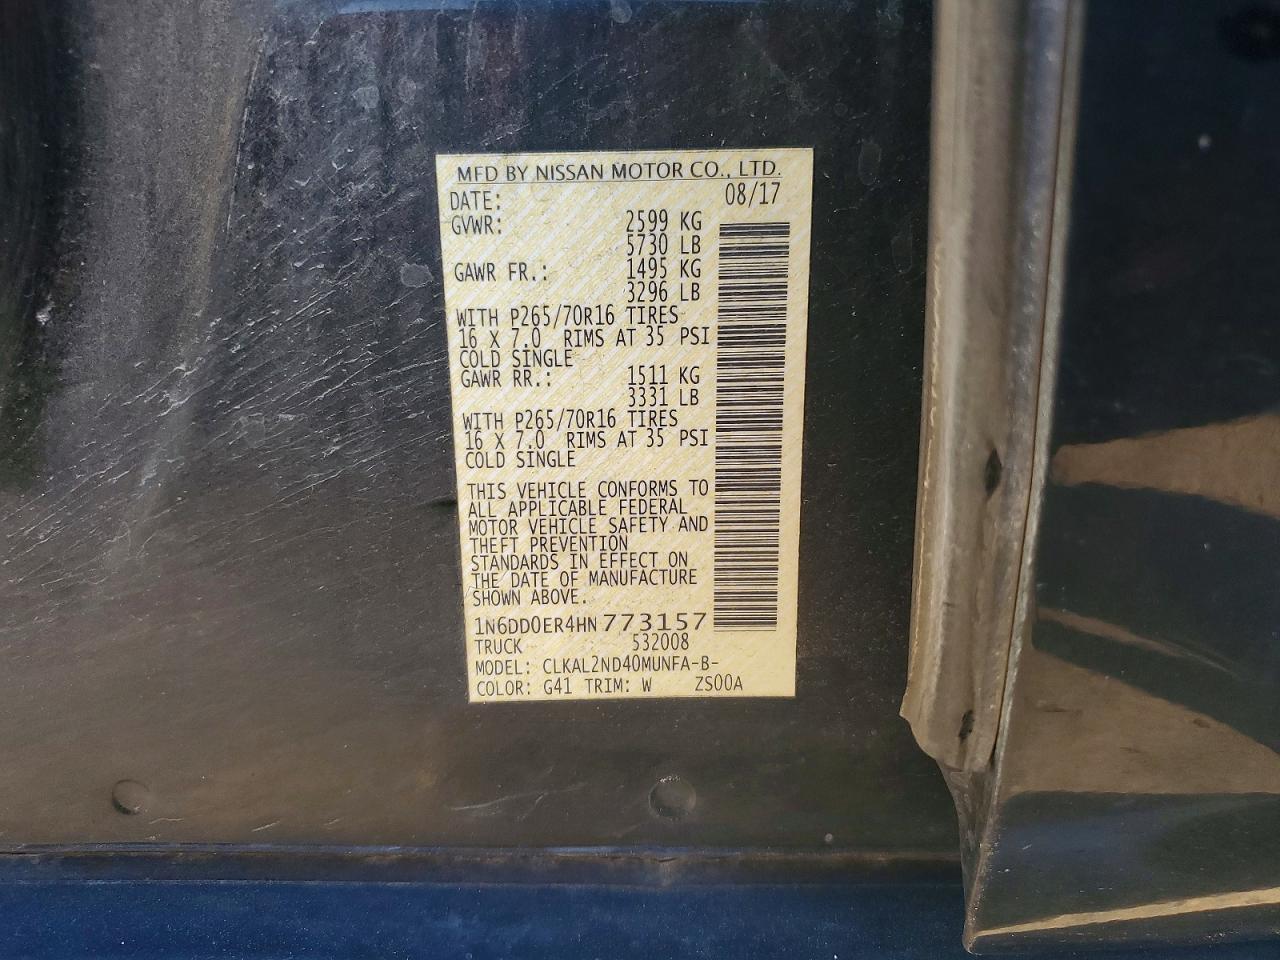 MFD BY NISSAN MOTOR CO., LTD.
DATE: 08/17
GVWR: 2599 KG
5730 LB
GAWR FR.: 1495 KG
3296 LB
WITH P265/70R16 TIRES
16 X 7.0 RIMS AT 35 PSI
COLD SINGLE
GAWR RR.: 1511 KG
3331 LB
WITH P265/70R16 TIRES
16 X 7.0 RIMS AT 35 PSI
COLD SINGLE
THIS VEHICLE CONFORMS TO
ALL APPLICABLE FEDERAL
MOTOR VEHICLE SAFETY AND
THEFT PREVENTION
STANDARDS IN EFFECT ON
THE DATE OF MANUFACTURE
SHOWN ABOVE.
1N6DD0ER4HN773157
TRUCK 532008
MODEL: CLKAL2ND40MUNFA-B-
COLOR: G41 TRIM: W ZS00A